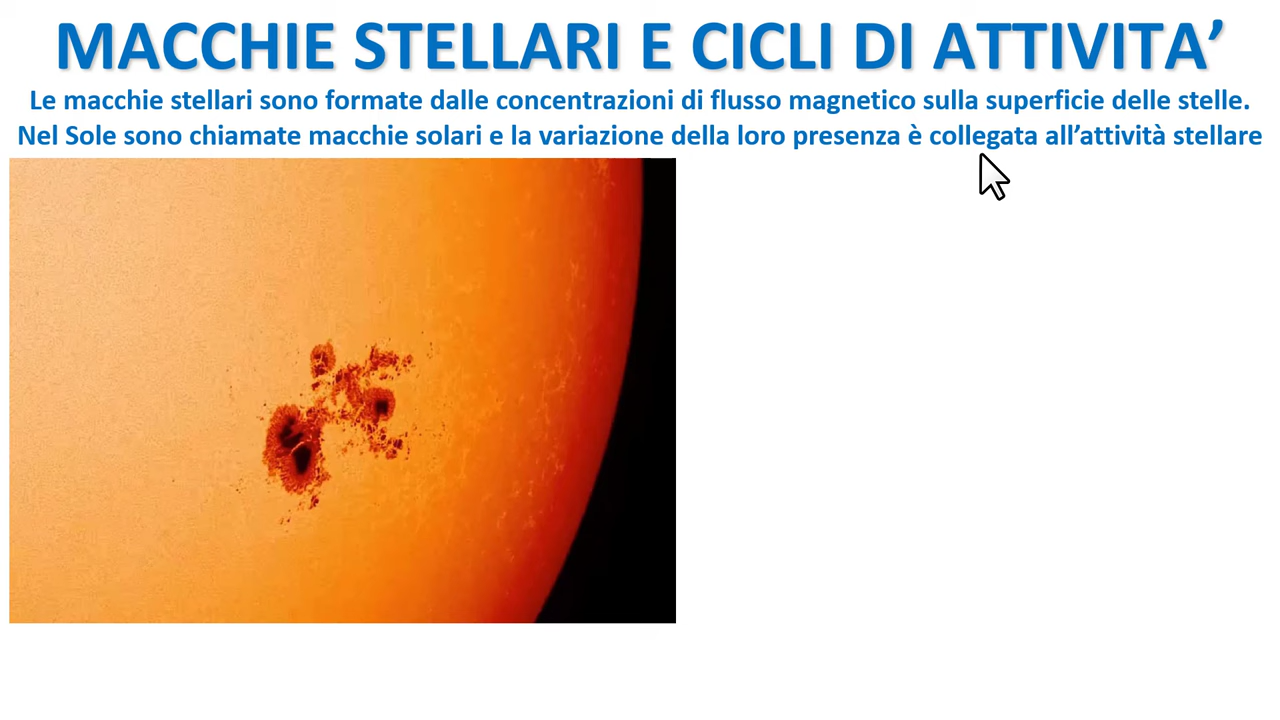 MACCHIE STELLARI E CICLI DI ATTIVITA’
Le macchie stellari sono formate dalle concentrazioni di flusso magnetico sulla superficie delle stelle.
Nel Sole sono chiamate macchie solari e la variazione della loro presenza è collegata all’attività stellare